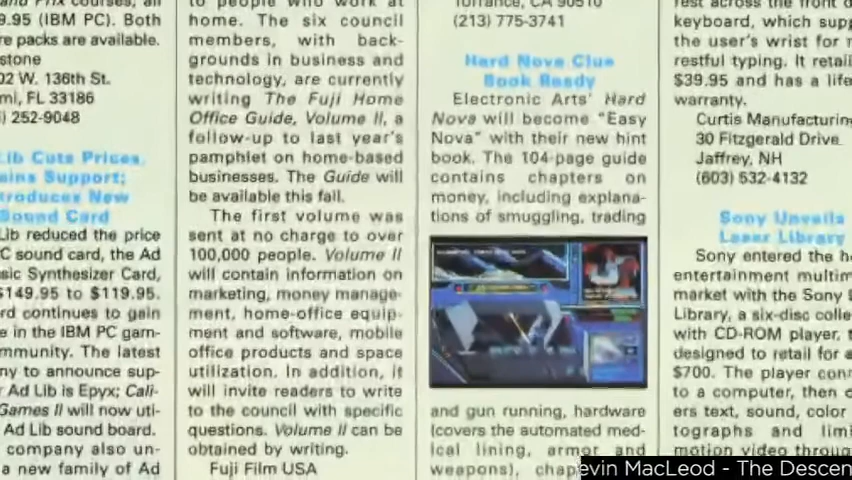 and Prix courses, all
9.95 (IBM PC). Both
re packs are available.
stone
02 W. 136th St.
mi, FL 33186
) 252-9048
Lib Cuts Prices,
ains Support;
troduces New
Sound Card
Lib reduced the price
C sound card, the Ad
sic Synthesizer Card,
$149.95 to $119.95.
rd continues to gain
e in the IBM PC gam-
mmunity. The latest
ny to announce sup-
r Ad Lib is Epyx; Cali-
Games II will now uti-
Ad Lib sound board.
company also un-
a new family of Ad
to people who work at
home. The six council
members, with back-
grounds in business and
technology, are currently
writing The Fuji Home
Office Guide, Volume II, a
follow-up to last year's
pamphlet on home-based
businesses. The Guide will
be available this fall.
The first volume was
sent at no charge to over
100,000 people. Volume II
will contain information on
marketing, money manage-
ment, home-office equip-
ment and software, mobile
office products and space
utilization. In addition, it
will invite readers to write
to the council with specific
questions. Volume II can be
obtained by writing.
Fuji Film USA
Torrance, CA 90510
(213) 775-3741
Hard Nova Clue
Book Ready
Electronic Arts' Hard
Nova will become "Easy
Nova" with their new hint
book. The 104-page guide
contains chapters on
money, including explana-
tions of smuggling, trading
and gun running, hardware
(covers the automated med-
ical lining, armor and
weapons), chap
rest across the front o
keyboard, which supp
the user's wrist for m
restful typing. It retail
$39.95 and has a life
warranty.
Curtis Manufacturing
30 Fitzgerald Drive
Jaffrey, NH
(603) 532-4132
Sony Unveils
Laser Library
Sony entered the ho
entertainment multim
market with the Sony L
Library, a six-disc colle
with CD-ROM player, t
designed to retail for a
$700. The player conn
to a computer, then d
ers text, sound, color
tographs and limi
motion video throug
evin MacLeod - The Descen